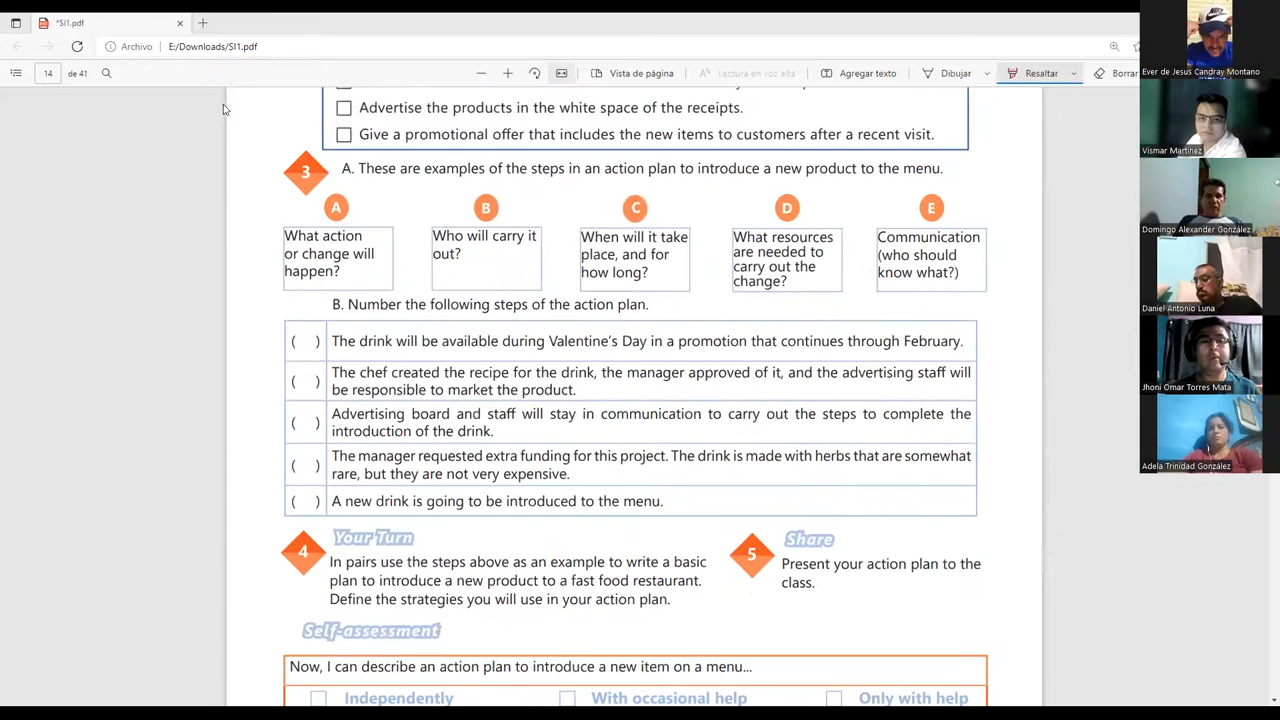 *SI1.pdf
Archivo
E:/Downloads/SI1.pdf
14
de 41
Vista de página
Lectura en voz alta
Agregar texto
Dibujar
Resaltar
Borrar
Advertise the products in the white space of the receipts.
Give a promotional offer that includes the new items to customers after a recent visit.
3
A. These are examples of the steps in an action plan to introduce a new product to the menu.
A
B
C
D
E
What action
or change will
happen?
Who will carry it
out?
When will it take
place, and for
how long?
What resources
are needed to
carry out the
change?
Communication
(who should
know what?)
B. Number the following steps of the action plan.
( ) The drink will be available during Valentine's Day in a promotion that continues through February.
( ) The chef created the recipe for the drink, the manager approved of it, and the advertising staff will
be responsible to market the product.
( ) Advertising board and staff will stay in communication to carry out the steps to complete the
introduction of the drink.
( ) The manager requested extra funding for this project. The drink is made with herbs that are somewhat
rare, but they are not very expensive.
( ) A new drink is going to be introduced to the menu.
4
Your Turn
In pairs use the steps above as an example to write a basic
plan to introduce a new product to a fast food restaurant.
Define the strategies you will use in your action plan.
5
Share
Present your action plan to the
class.
Self-assessment
Now, I can describe an action plan to introduce a new item on a menu...
Independently
With occasional help
Only with help
Ever de Jesus Candray Montano
Vismar Martinez
Domingo Alexander González
Daniel Antonio Luna
Jhoni Omar Torres Mata
Adela Trinidad González